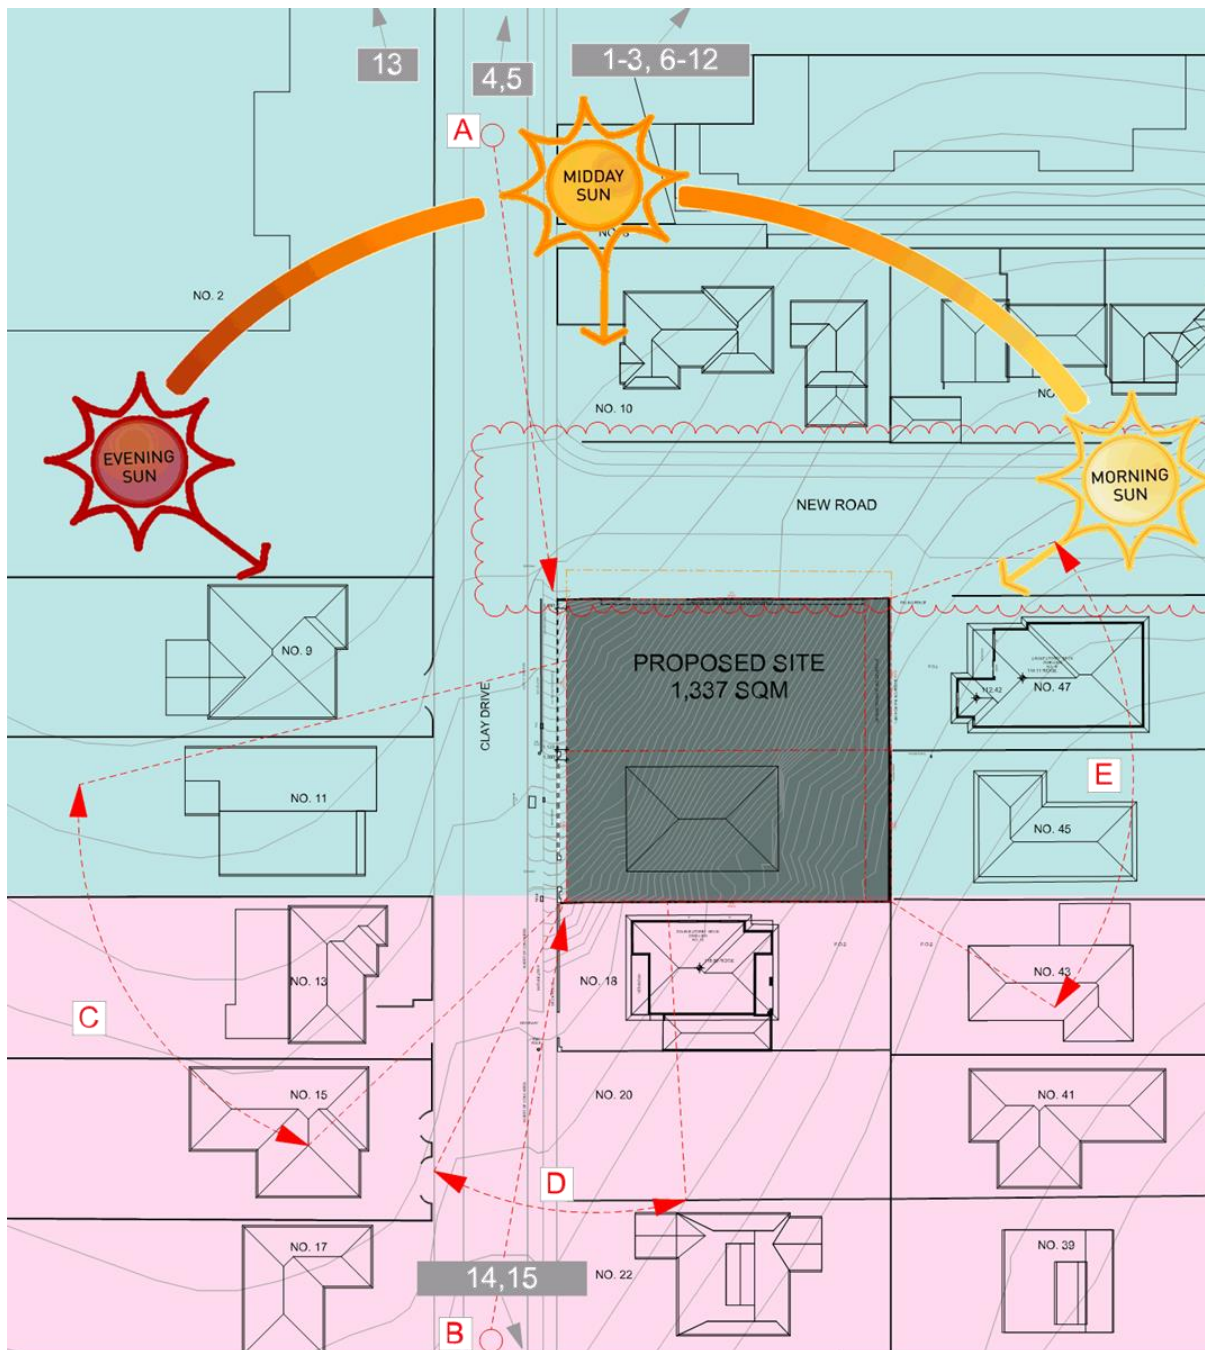 13
4,5
1-3, 6-12
A
MIDDAY
SUN
NO. 2
NO. 10
EVENING
SUN
MORNING
SUN
NEW ROAD
NO. 9
CLAY DRIVE
PROPOSED SITE
1,337 SQM
NO. 47
NO. 11
E
NO. 45
NO. 13
NO. 18
NO. 43
C
NO. 15
NO. 20
NO. 41
D
NO. 17
NO. 22
NO. 39
14,15
B